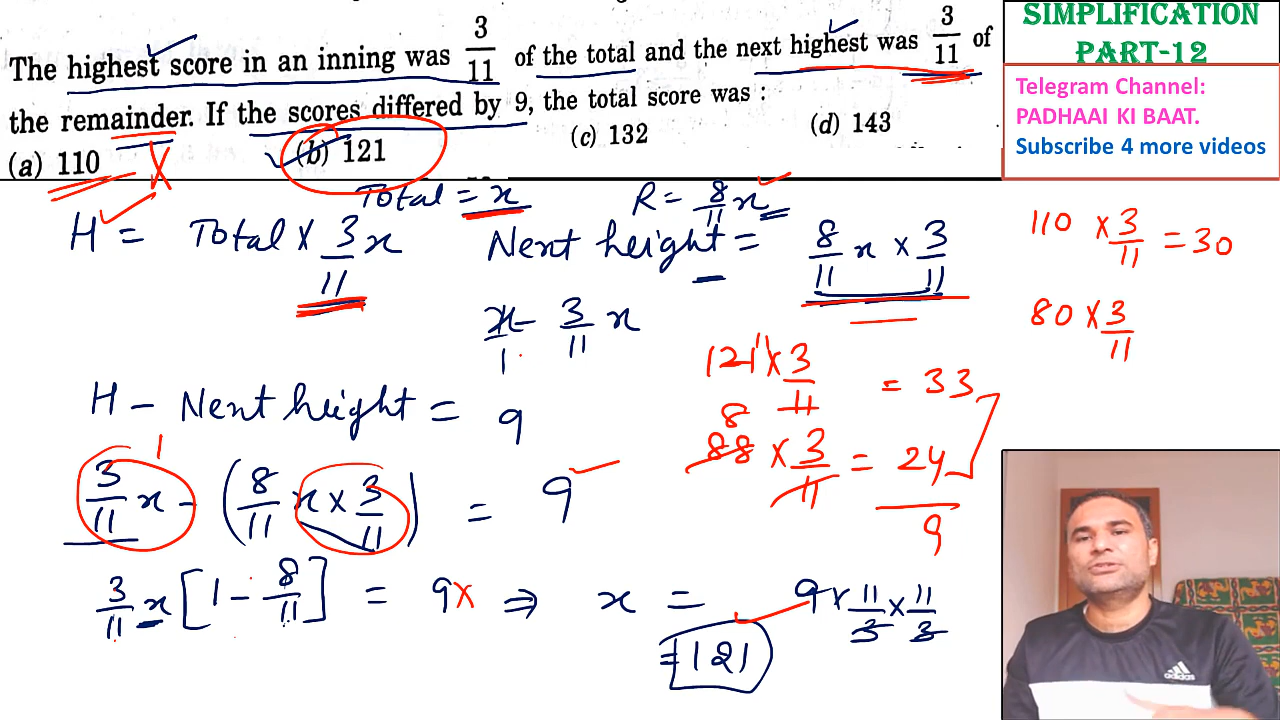 The highest score in an inning was 3/11 of the total and the next highest was 3/11 of
the remainder. If the scores differed by 9, the total score was :
(a) 110 (b) 121 (c) 132 (d) 143
SIMPLIFICATION
PART-12
Telegram Channel:
PADHAAI KI BAAT.
Subscribe 4 more videos
Total = x R = 8/11 x
H = Total × 3/11 x Next height = 8/11 x × 3/11
x/1 - 3/11 x
110 × 3/11 = 30
80 × 3/11
H - Next height = 9
121 × 3/11 = 33
8
88 × 3/11 = 24
9
3/11 x - (8/11 x × 3/11) = 9
3/11 x [1 - 8/11] = 9x ⇒ x = 9 × 11/3 × 11/3
= 121
adidas